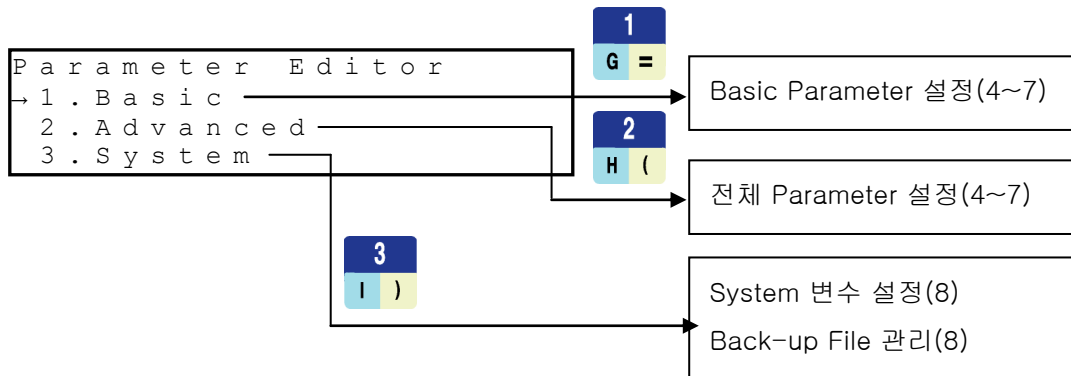 1
G =
Parameter Editor
→1.Basic
Basic Parameter 설정(4~7)
2.Advanced
2
H (
3.System
전체 Parameter 설정(4~7)
3
I )
System 변수 설정(8)
Back-up File 관리(8)